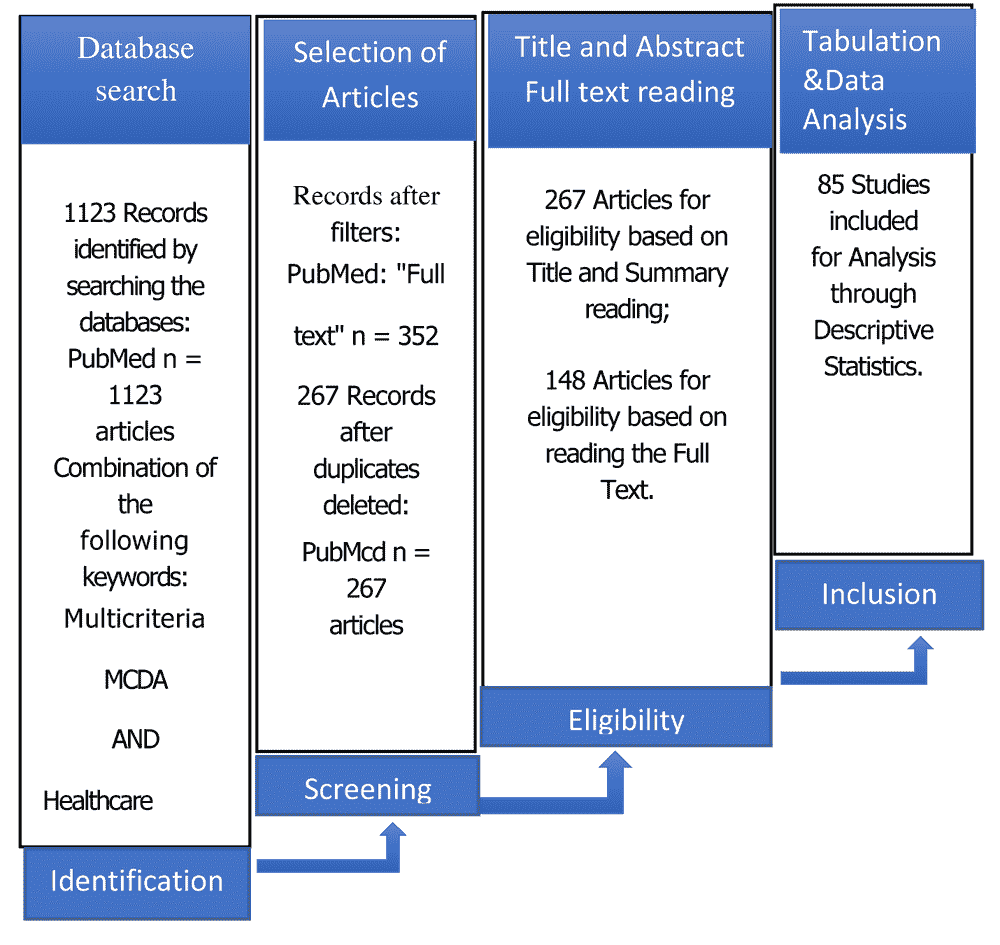 Database
search
1123 Records
identified by
searching the
databases:
PubMed n =
1123
articles
Combination of
the
following
keywords:
Multicriteria
MCDA
AND
Healthcare
Identification
Selection of
Articles
Records after
filters:
PubMed: "Full
text" n = 352
267 Records
after
duplicates
deleted:
PubMcd n =
267
articles
Screening
Title and Abstract
Full text reading
267 Articles for
eligibility based on
Title and Summary
reading;
148 Articles for
eligibility based on
reading the Full
Text.
Eligibility
Tabulation
&Data
Analysis
85 Studies
included
for Analysis
through
Descriptive
Statistics.
Inclusion